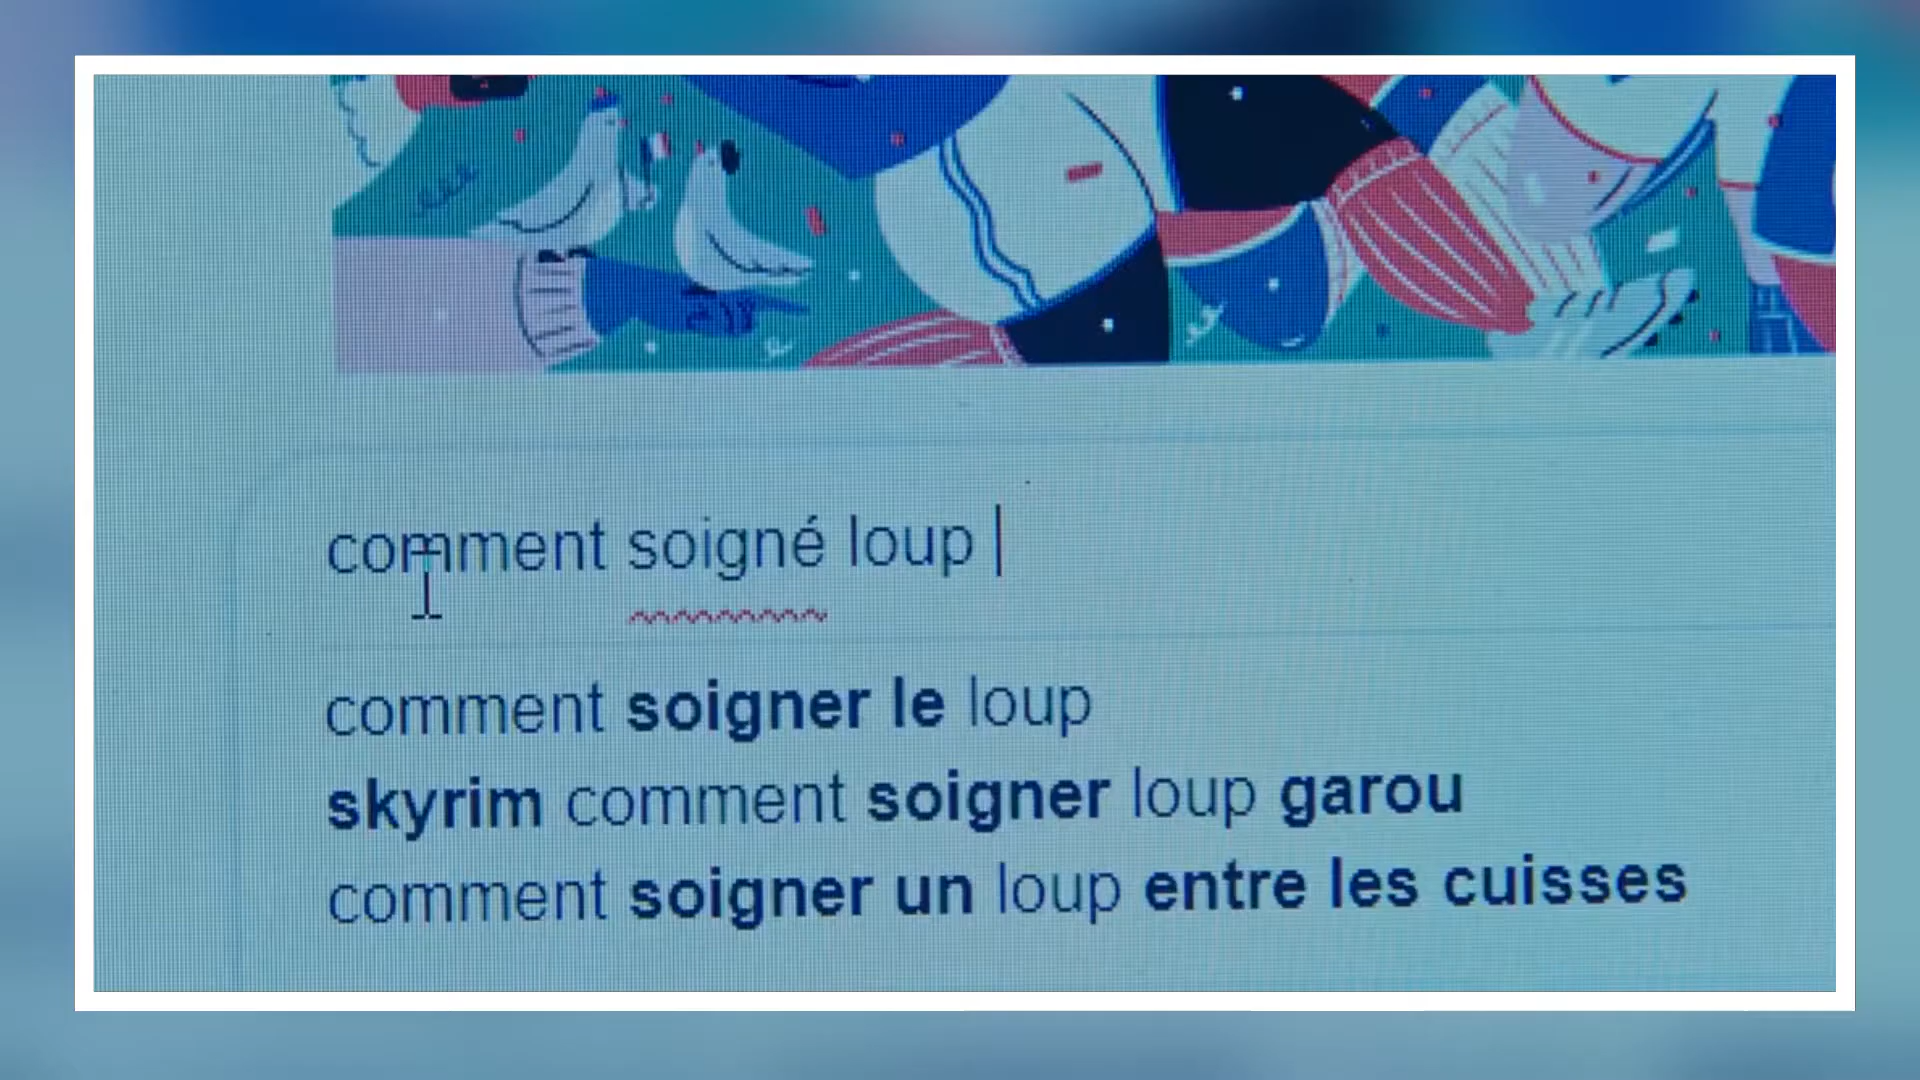 comment soigné loup
comment soigner le loup
skyrim comment soigner loup garou
comment soigner un loup entre les cuisses